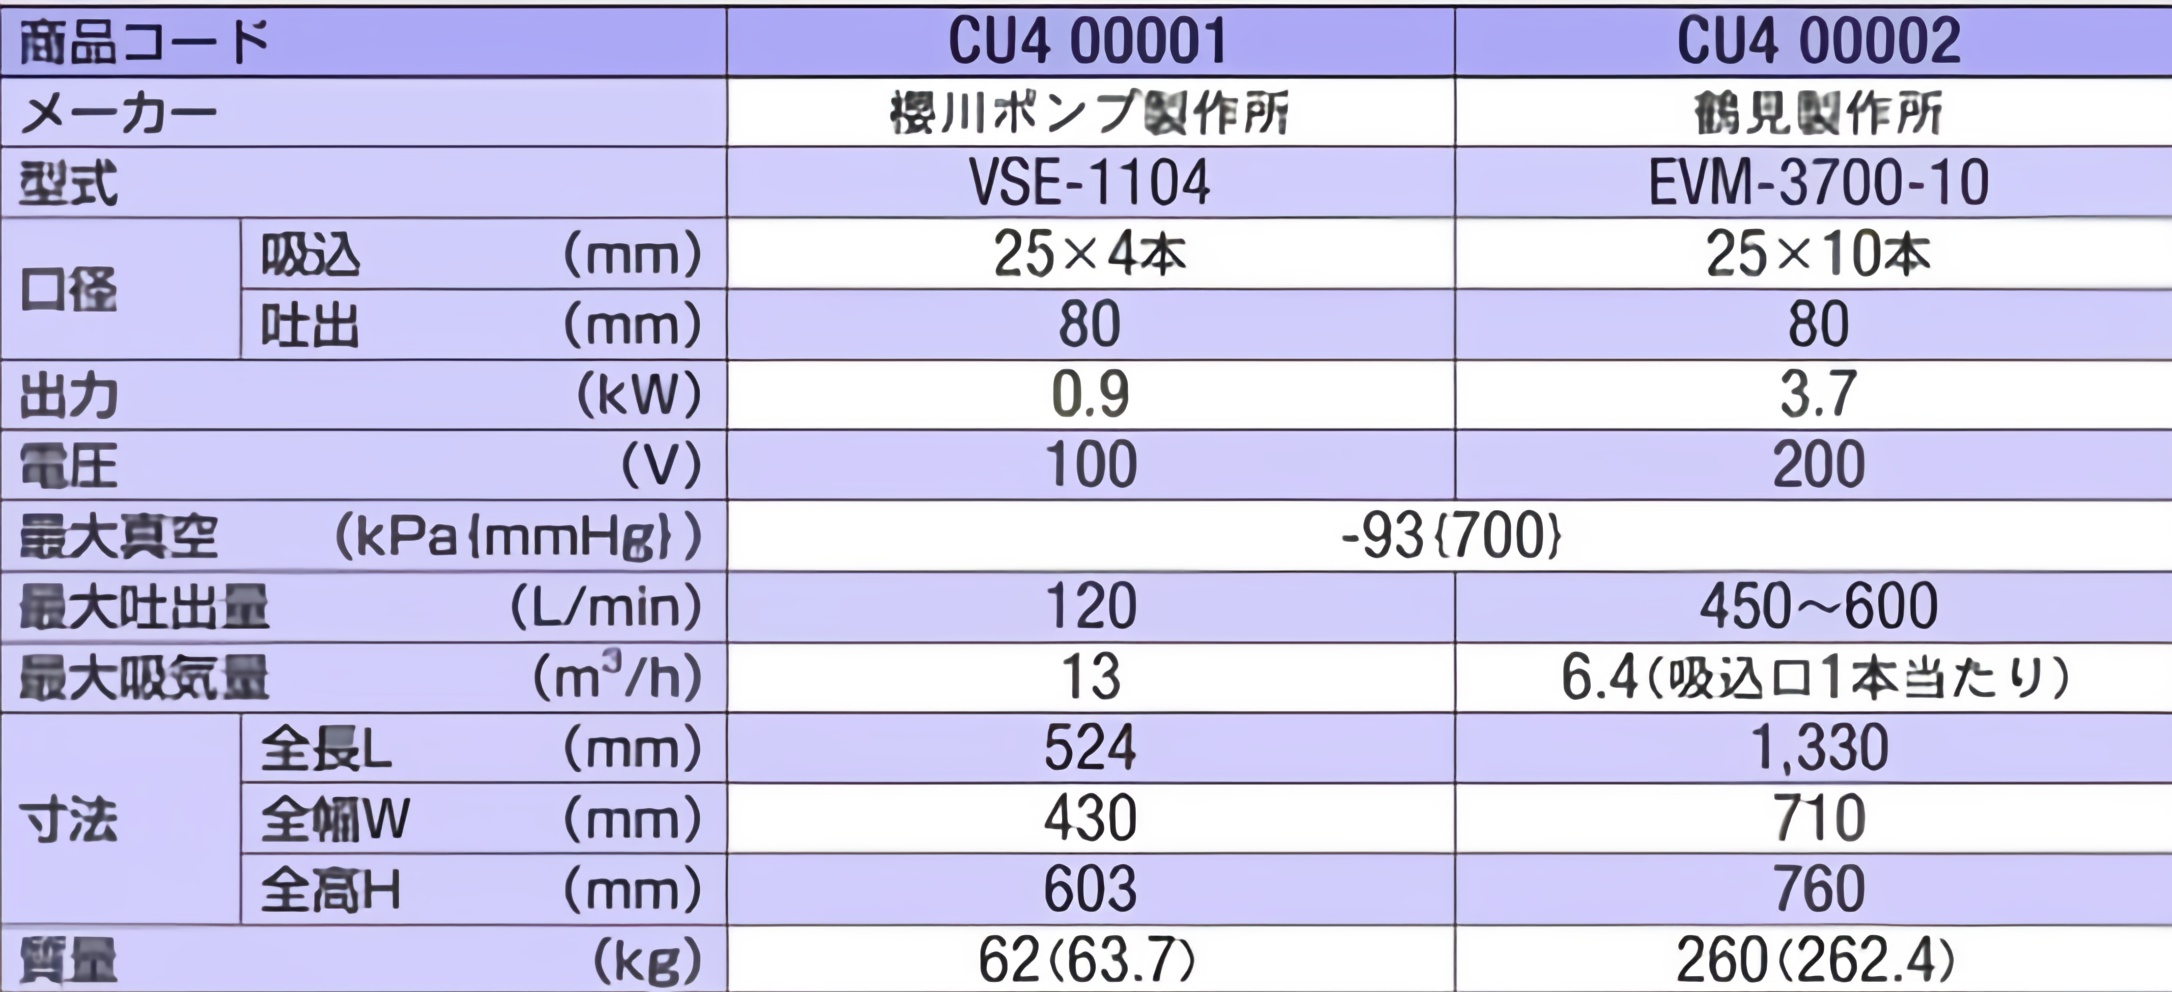 商品コード CU4 00001 CU4 00002
メーカー 櫻川ポンプ製作所 鶴見製作所
型式 VSE-1104 EVM-3700-10
口径 吸込 (mm) 25×4本 25×10本
吐出 (mm) 80 80
出力 (kW) 0.9 3.7
電圧 (V) 100 200
最大真空 (kPa{mmHg}) -93{700}
最大吐出量 (L/min) 120 450～600
最大吸気量 (m³/h) 13 6.4(吸込口1本当たり)
寸法 全長L (mm) 524 1,330
全幅W (mm) 430 710
全高H (mm) 603 760
質量 (kg) 62(63.7) 260(262.4)